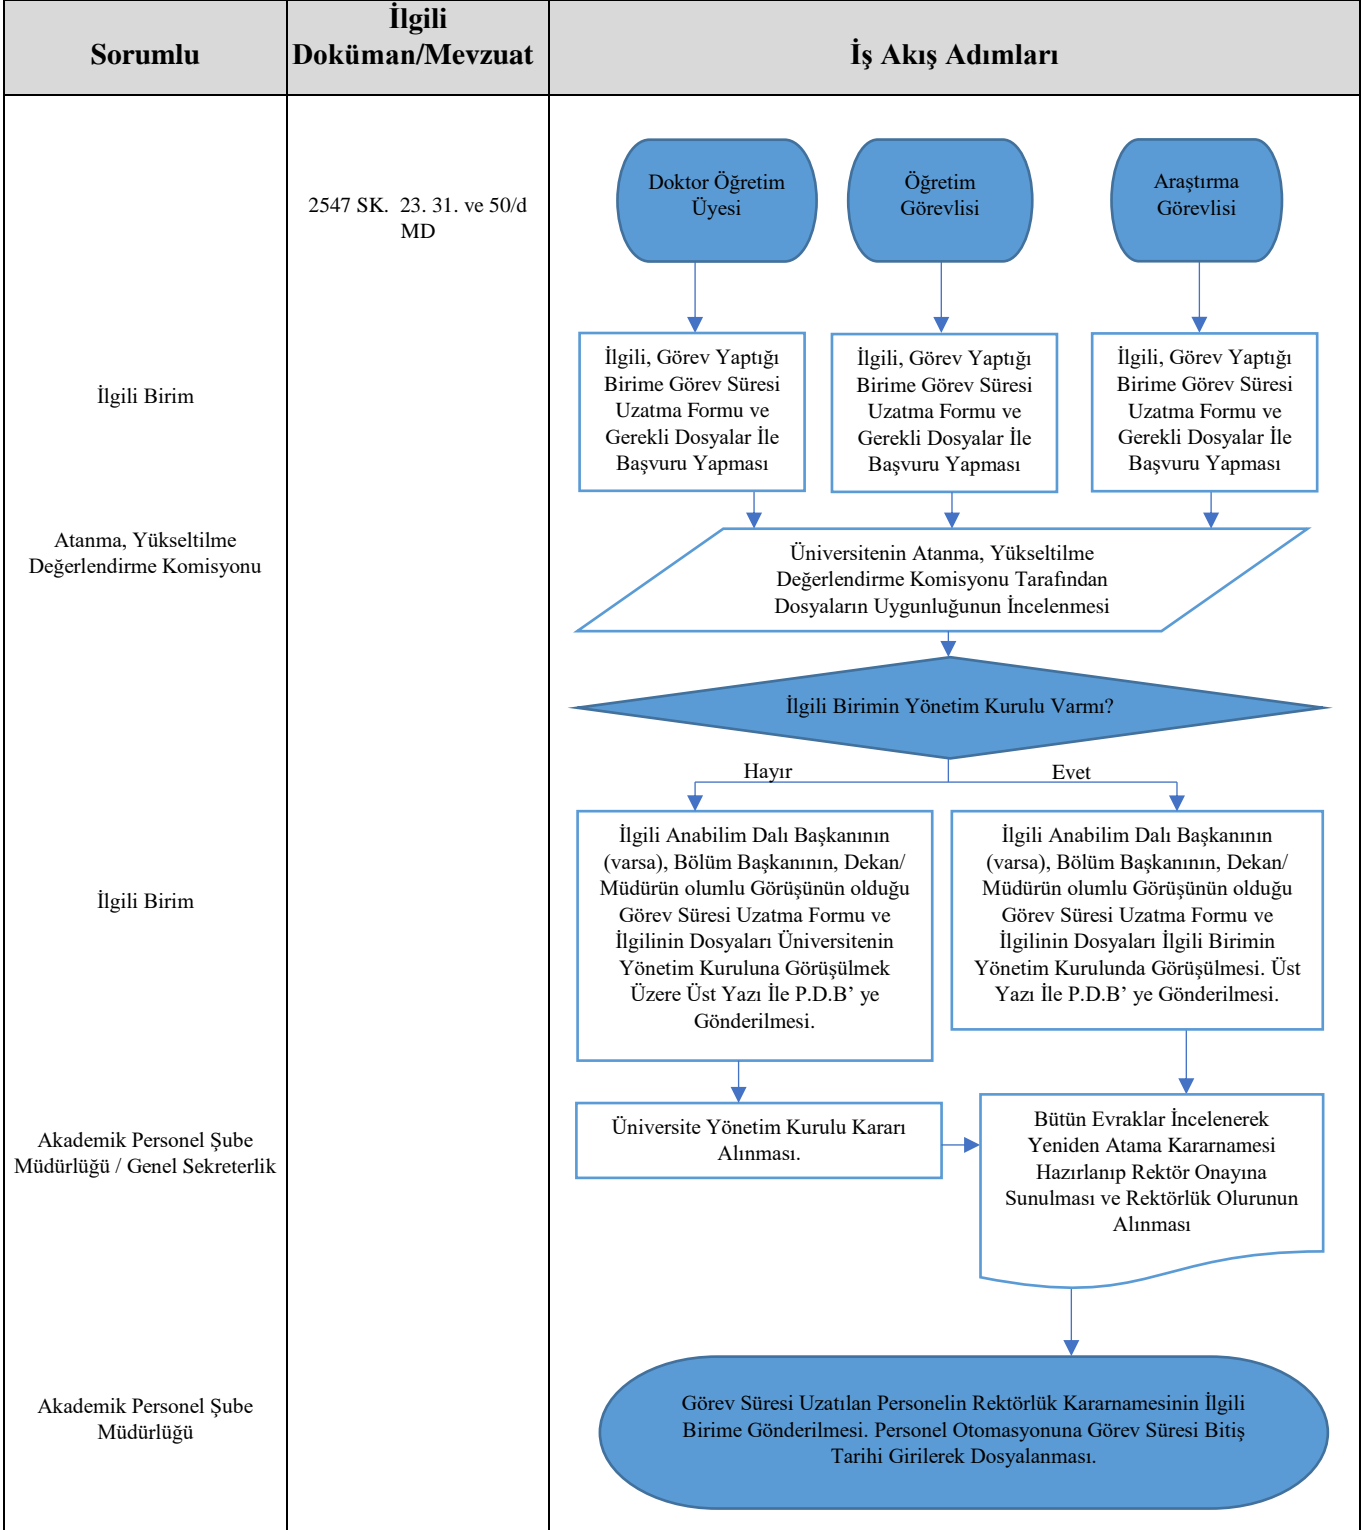 Sorumlu
İlgili
Doküman/Mevzuat
İş Akış Adımları
2547 SK.  23. 31. ve 50/d
MD
Doktor Öğretim
Üyesi
Öğretim
Görevlisi
Araştırma
Görevlisi
İlgili Birim
İlgili, Görev Yaptığı
Birime Görev Süresi
Uzatma Formu ve
Gerekli Dosyalar İle
Başvuru Yapması
İlgili, Görev Yaptığı
Birime Görev Süresi
Uzatma Formu ve
Gerekli Dosyalar İle
Başvuru Yapması
İlgili, Görev Yaptığı
Birime Görev Süresi
Uzatma Formu ve
Gerekli Dosyalar İle
Başvuru Yapması
Atanma, Yükseltilme
Değerlendirme Komisyonu
Üniversitenin Atanma, Yükseltilme
Değerlendirme Komisyonu Tarafından
Dosyaların Uygunluğunun İncelenmesi
İlgili Birimin Yönetim Kurulu Varmı?
Hayır
Evet
İlgili Birim
İlgili Anabilim Dalı Başkanının
(varsa), Bölüm Başkanının, Dekan/
Müdürün olumlu Görüşünün olduğu
Görev Süresi Uzatma Formu ve
İlgilinin Dosyaları Üniversitenin
Yönetim Kuruluna Görüşülmek
Üzere Üst Yazı İle P.D.B’ ye
Gönderilmesi.
İlgili Anabilim Dalı Başkanının
(varsa), Bölüm Başkanının, Dekan/
Müdürün olumlu Görüşünün olduğu
Görev Süresi Uzatma Formu ve
İlgilinin Dosyaları İlgili Birimin
Yönetim Kurulunda Görüşülmesi. Üst
Yazı İle P.D.B’ ye Gönderilmesi.
Akademik Personel Şube
Müdürlüğü / Genel Sekreterlik
Üniversite Yönetim Kurulu Kararı
Alınması.
Bütün Evraklar İncelenerek
Yeniden Atama Kararnamesi
Hazırlanıp Rektör Onayına
Sunulması ve Rektörlük Olurunun
Alınması
Akademik Personel Şube
Müdürlüğü
Görev Süresi Uzatılan Personelin Rektörlük Kararnamesinin İlgili
Birime Gönderilmesi. Personel Otomasyonuna Görev Süresi Bitiş
Tarihi Girilerek Dosyalanması.